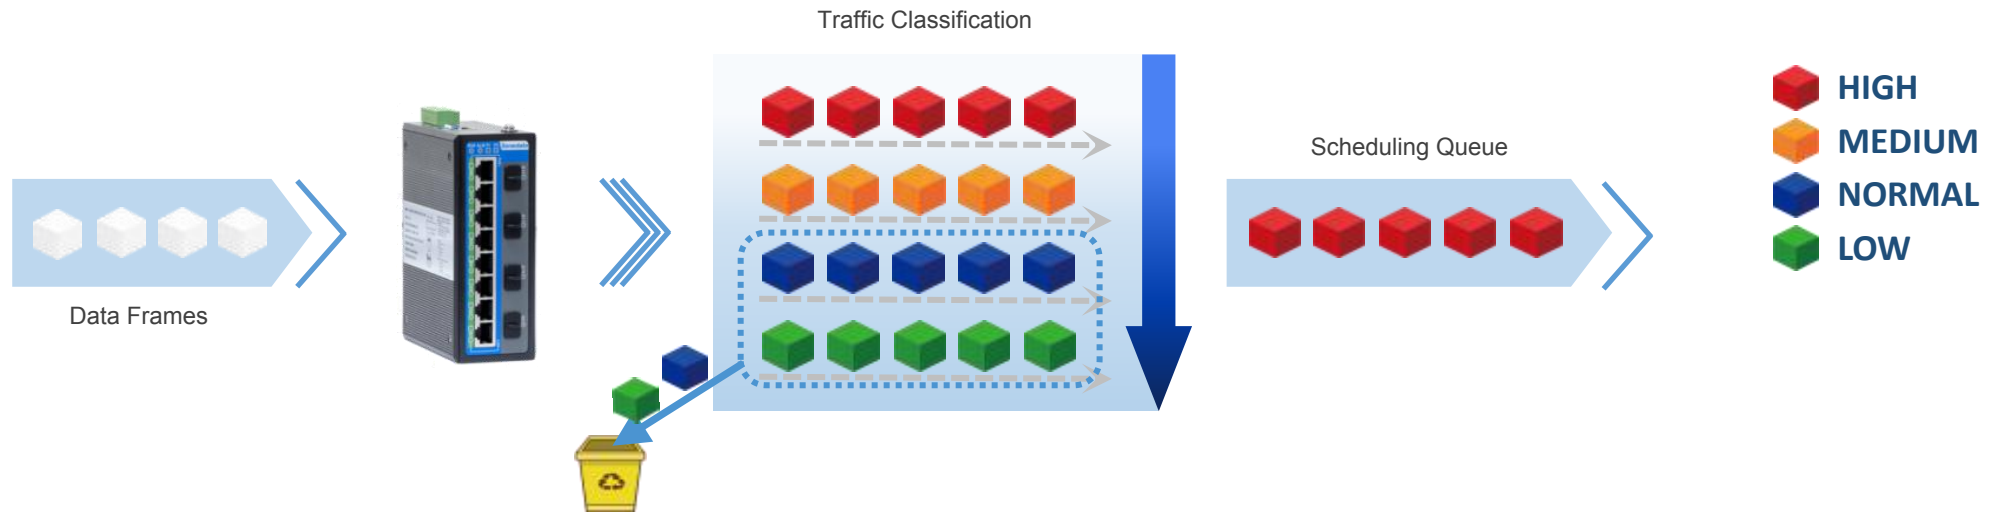 Traffic Classification
Scheduling Queue
Data Frames
HIGH
MEDIUM
NORMAL
LOW